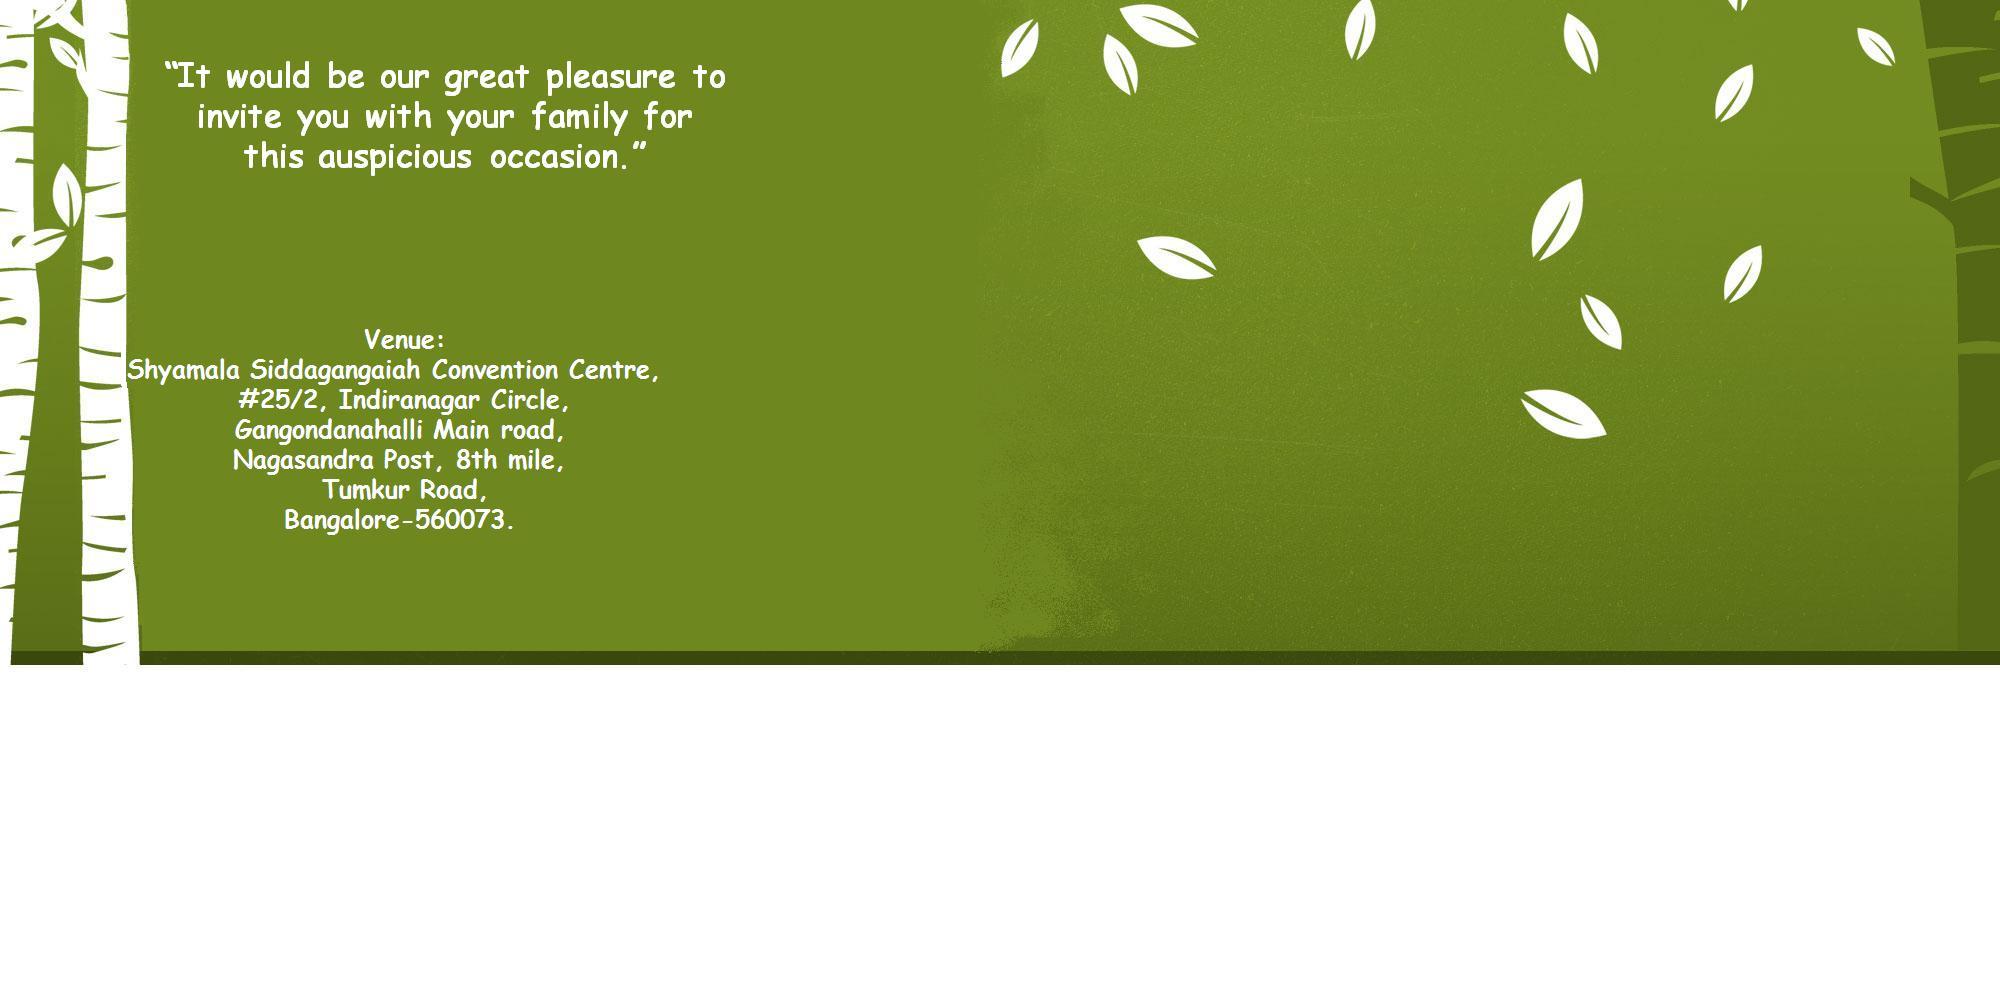 “It would be our great pleasure to
invite you with your family for
this auspicious occasion.”
Venue:
Shyamala Siddagangaiah Convention Centre,
#25/2, Indiranagar Circle,
Gangondanahalli Main road,
Nagasandra Post, 8th mile,
Tumkur Road,
Bangalore-560073.